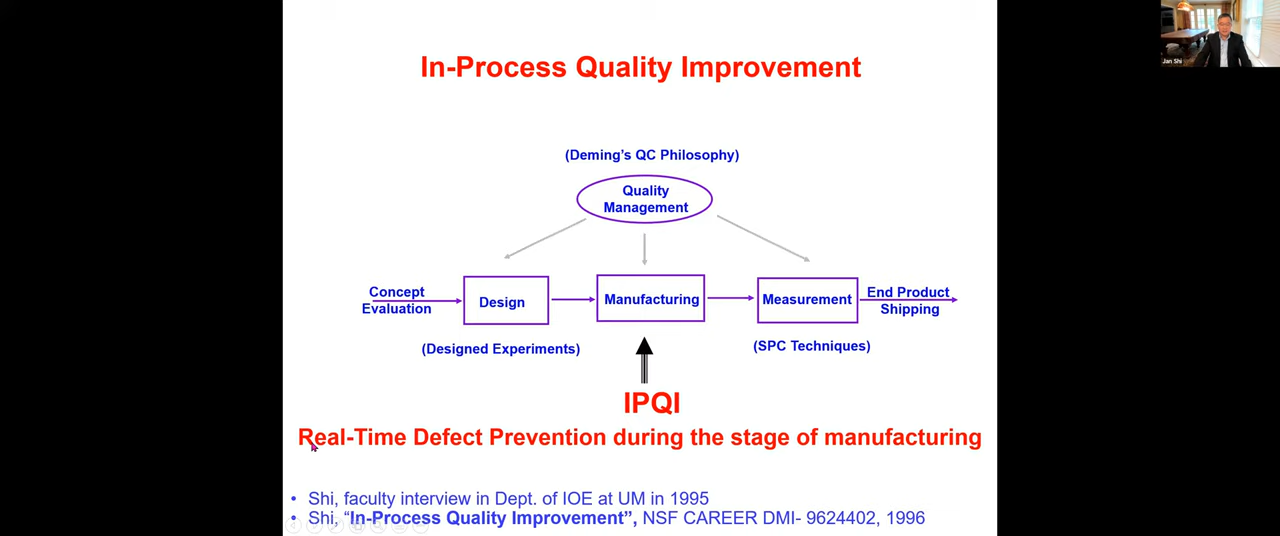 In-Process Quality Improvement
Jan Shi
(Deming's QC Philosophy)
Quality
Management
Concept
Evaluation
Design
Manufacturing
Measurement
End Product
Shipping
(Designed Experiments)
(SPC Techniques)
IPQI
Real-Time Defect Prevention during the stage of manufacturing
• Shi, faculty interview in Dept. of IOE at UM in 1995
• Shi, “In-Process Quality Improvement”, NSF CAREER DMI- 9624402, 1996